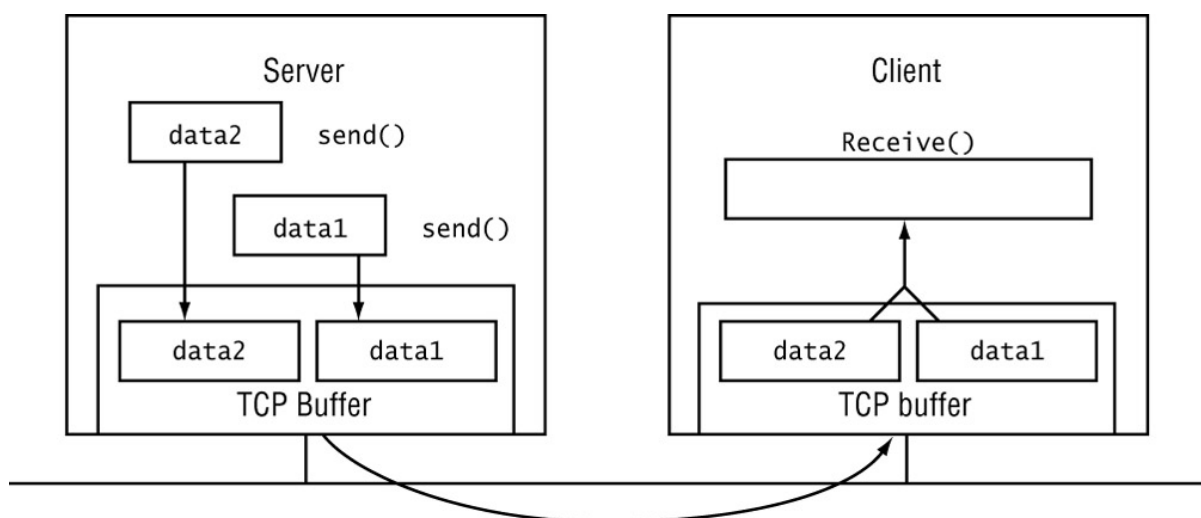 Server
data2
send()
data1
send()
data2
data1
TCP Buffer
Client
Receive()
data2
data1
TCP buffer